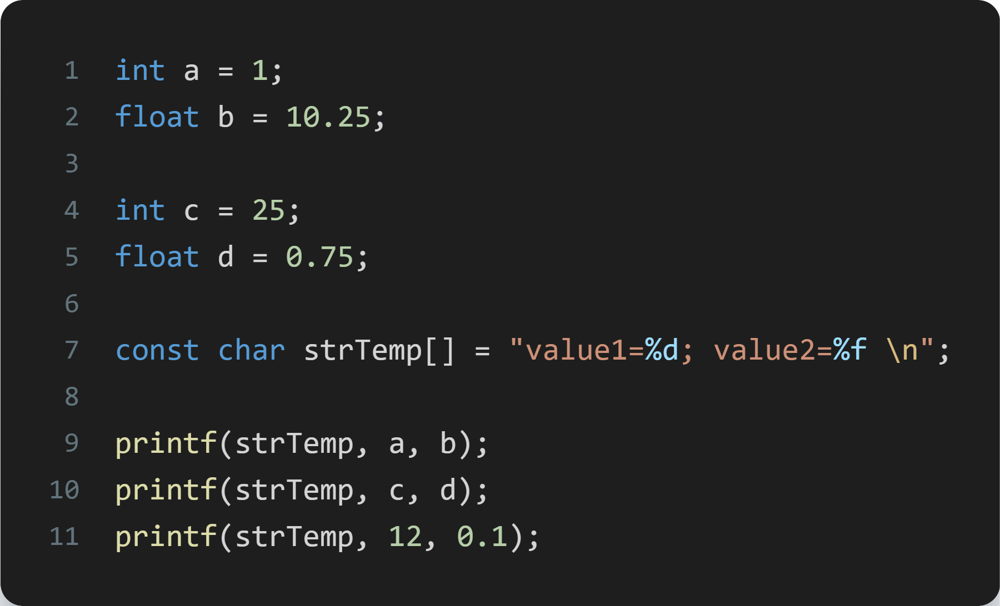 1 int a = 1;
2 float b = 10.25;
3
4 int c = 25;
5 float d = 0.75;
6
7 const char strTemp[] = "value1=%d; value2=%f \n";
8
9 printf(strTemp, a, b);
10 printf(strTemp, c, d);
11 printf(strTemp, 12, 0.1);